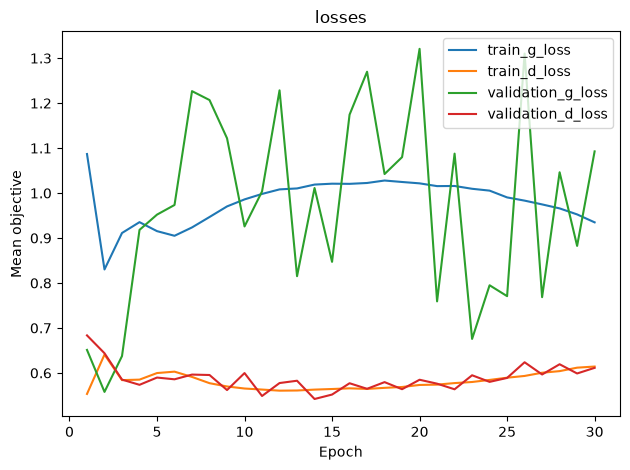 losses
Mean objective
1.3
1.2
1.1
1.0
0.9
0.8
0.7
0.6
0
5
10
15
20
25
30
Epoch
train_g_loss
train_d_loss
validation_g_loss
validation_d_loss